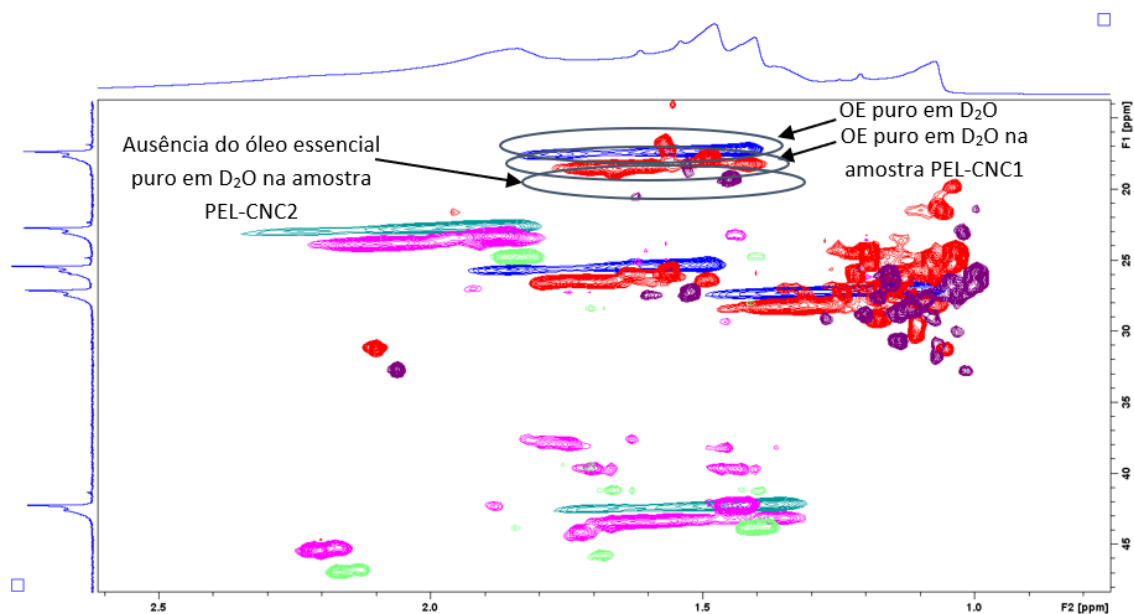 OE puro em D₂O
Ausência do óleo essencial
puro em D₂O na amostra
PEL-CNC2
OE puro em D₂O na
amostra PEL-CNC1
F1 [ppm]
20
25
30
35
40
45
2.5
2.0
1.5
1.0
F2 [ppm]